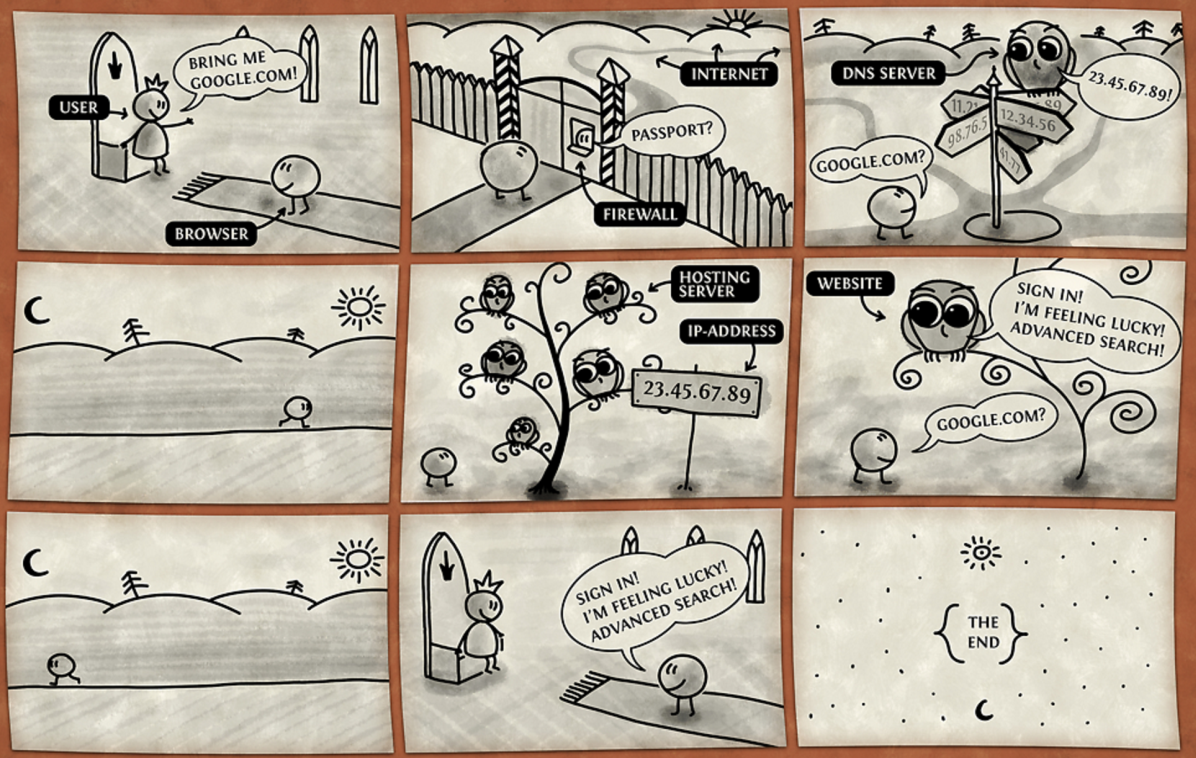 BRING ME
GOOGLE.COM!
USER
BROWSER
INTERNET
PASSPORT?
FIREWALL
DNS SERVER
23.45.67.89!
12.34.56
98.76.5
GOOGLE.COM?
HOSTING
SERVER
IP-ADDRESS
23.45.67.89
WEBSITE
SIGN IN!
I'M FEELING LUCKY!
ADVANCED SEARCH!
GOOGLE.COM?
SIGN IN!
I'M FEELING LUCKY!
ADVANCED SEARCH!
THE
END